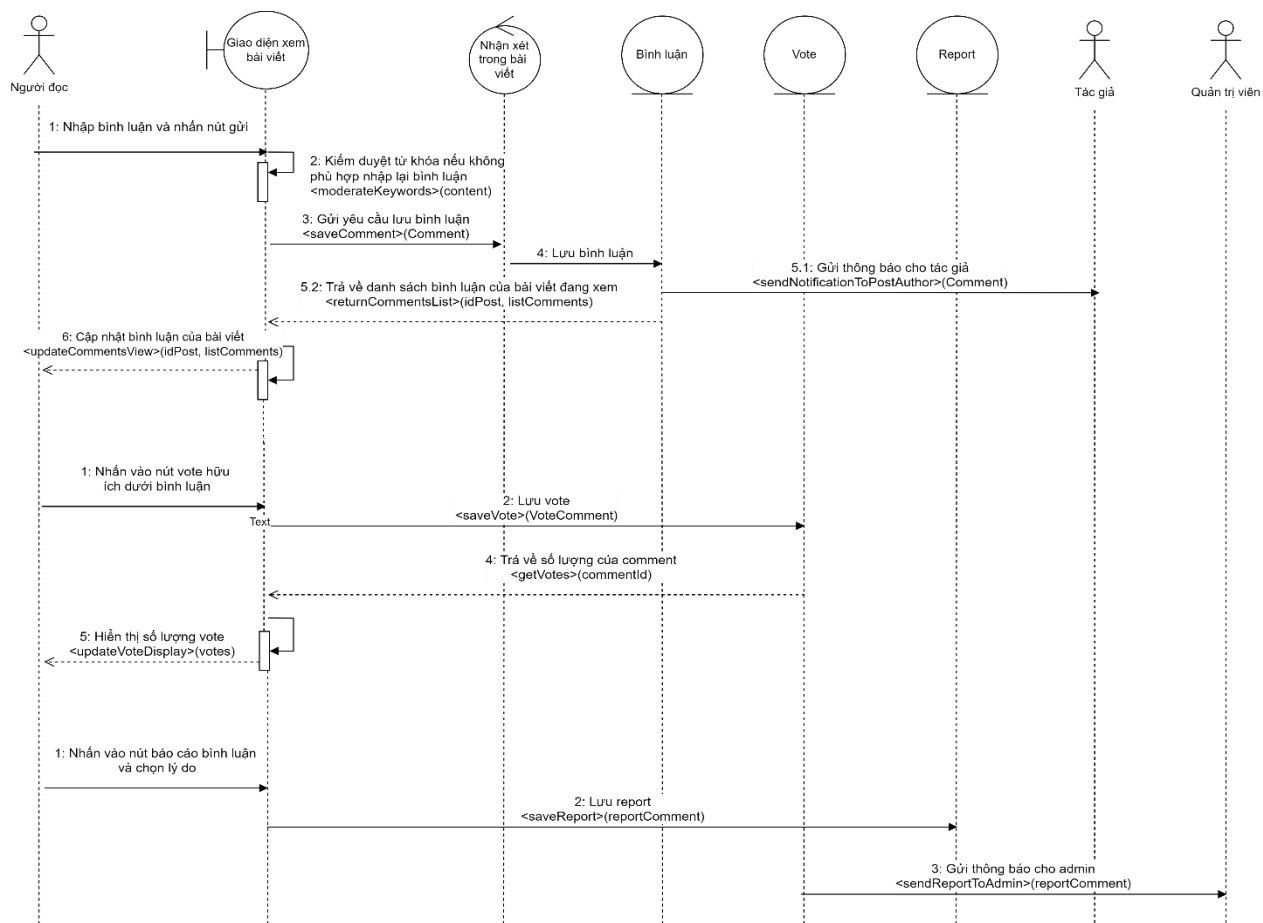 Người đọc
Giao diện xem
bài viết
Nhận xét
trong bài
viết
Bình luận
Vote
Report
Tác giả
Quản trị viên
1: Nhập bình luận và nhấn nút gửi
2: Kiểm duyệt từ khóa nếu không
phù hợp nhập lại bình luận
<moderateKeywords>(content)
3: Gửi yêu cầu lưu bình luận
<saveComment>(Comment)
4: Lưu bình luận
5.1: Gửi thông báo cho tác giả
<sendNotificationToPostAuthor>(Comment)
5.2: Trả về danh sách bình luận của bài viết đang xem
<returnCommentsList>(idPost, listComments)
6: Cập nhật bình luận của bài viết
<updateCommentsView>(idPost, listComments)
1: Nhấn vào nút vote hữu
ích dưới bình luận
Text
2: Lưu vote
<saveVote>(VoteComment)
4: Trả về số lượng của comment
<getVotes>(commentId)
5: Hiển thị số lượng vote
<updateVoteDisplay>(votes)
1: Nhấn vào nút báo cáo bình luận
và chọn lý do
2: Lưu report
<saveReport>(reportComment)
3: Gửi thông báo cho admin
<sendReportToAdmin>(reportComment)